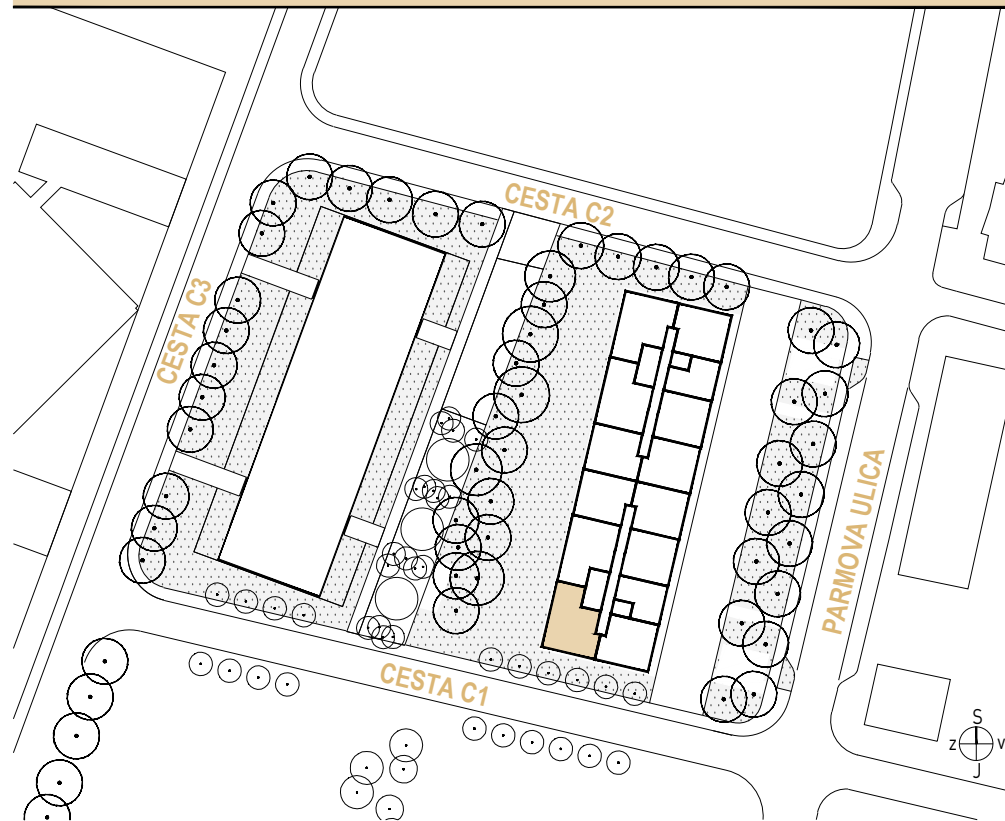 CESTA C2
CESTA C3
PARMOVA ULICA
CESTA C1
S
Z V
J